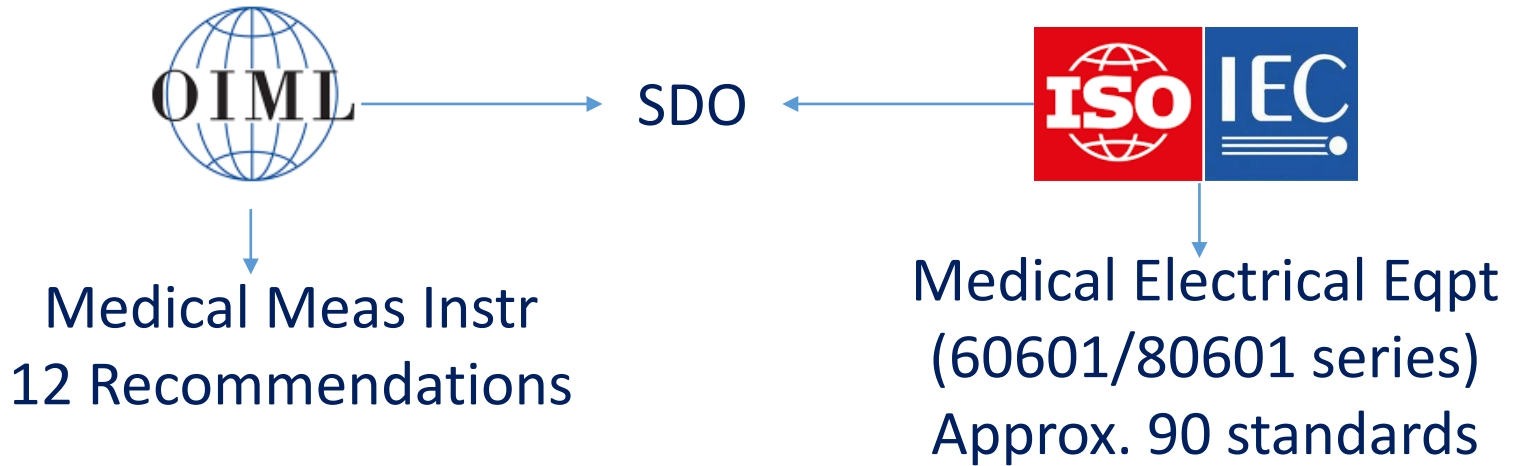 OIML
SDO
ISO
IEC
Medical Meas Instr
12 Recommendations
Medical Electrical Eqpt
(60601/80601 series)
Approx. 90 standards